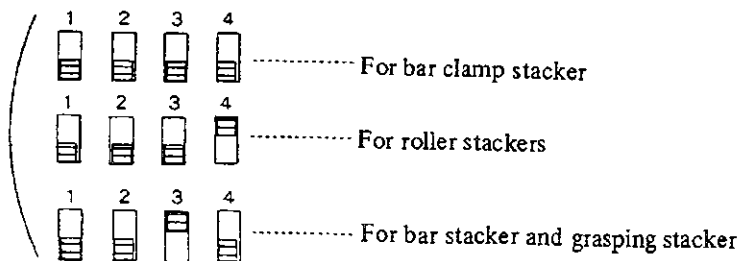 1 2 3 4
For bar clamp stacker
1 2 3 4
For roller stackers
1 2 3 4
For bar stacker and grasping stacker